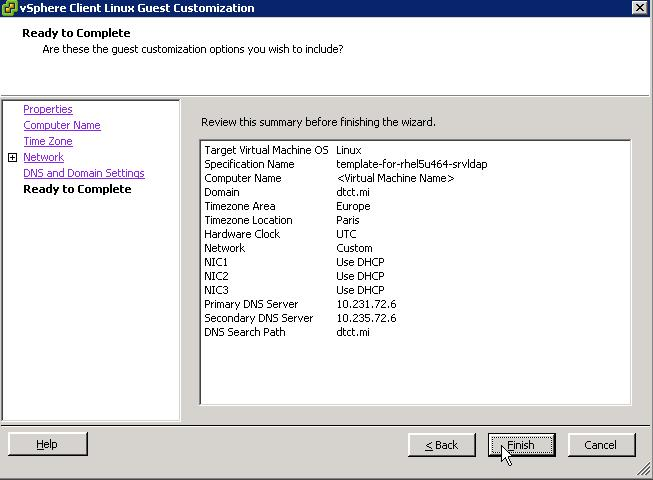 vSphere Client Linux Guest Customization
Ready to Complete
Are these the guest customization options you wish to include?
Properties
Computer Name
Time Zone
Network
DNS and Domain Settings
Ready to Complete
Review this summary before finishing the wizard.
Target Virtual Machine OS Linux
Specification Name template-for-rhel5u464-srvldap
Computer Name <Virtual Machine Name>
Domain dtct.mi
Timezone Area Europe
Timezone Location Paris
Hardware Clock UTC
Network Custom
NIC1 Use DHCP
NIC2 Use DHCP
NIC3 Use DHCP
Primary DNS Server 10.231.72.6
Secondary DNS Server 10.235.72.6
DNS Search Path dtct.mi
Help
< Back
Finish
Cancel